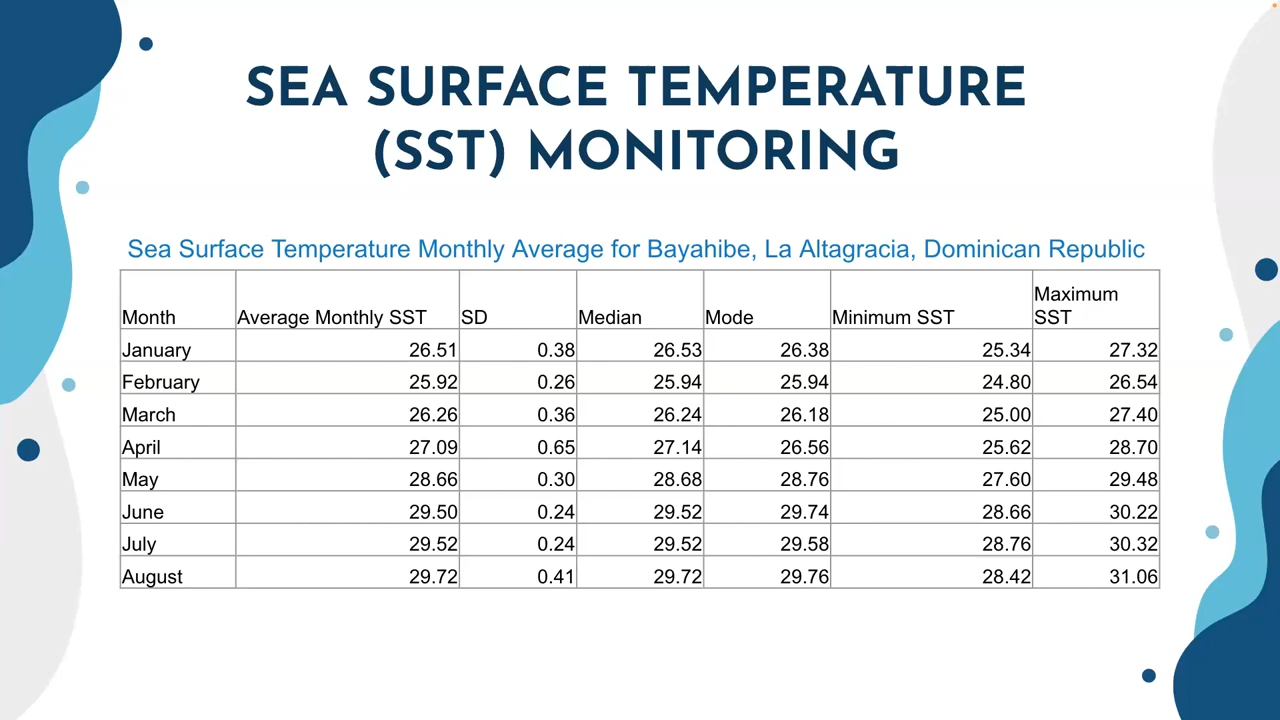 SEA SURFACE TEMPERATURE
(SST) MONITORING
Sea Surface Temperature Monthly Average for Bayahibe, La Altagracia, Dominican Republic
Month Average Monthly SST SD Median Mode Minimum SST Maximum SST
January 26.51 0.38 26.53 26.38 25.34 27.32
February 25.92 0.26 25.94 25.94 24.80 26.54
March 26.26 0.36 26.24 26.18 25.00 27.40
April 27.09 0.65 27.14 26.56 25.62 28.70
May 28.66 0.30 28.68 28.76 27.60 29.48
June 29.50 0.24 29.52 29.74 28.66 30.22
July 29.52 0.24 29.52 29.58 28.76 30.32
August 29.72 0.41 29.72 29.76 28.42 31.06